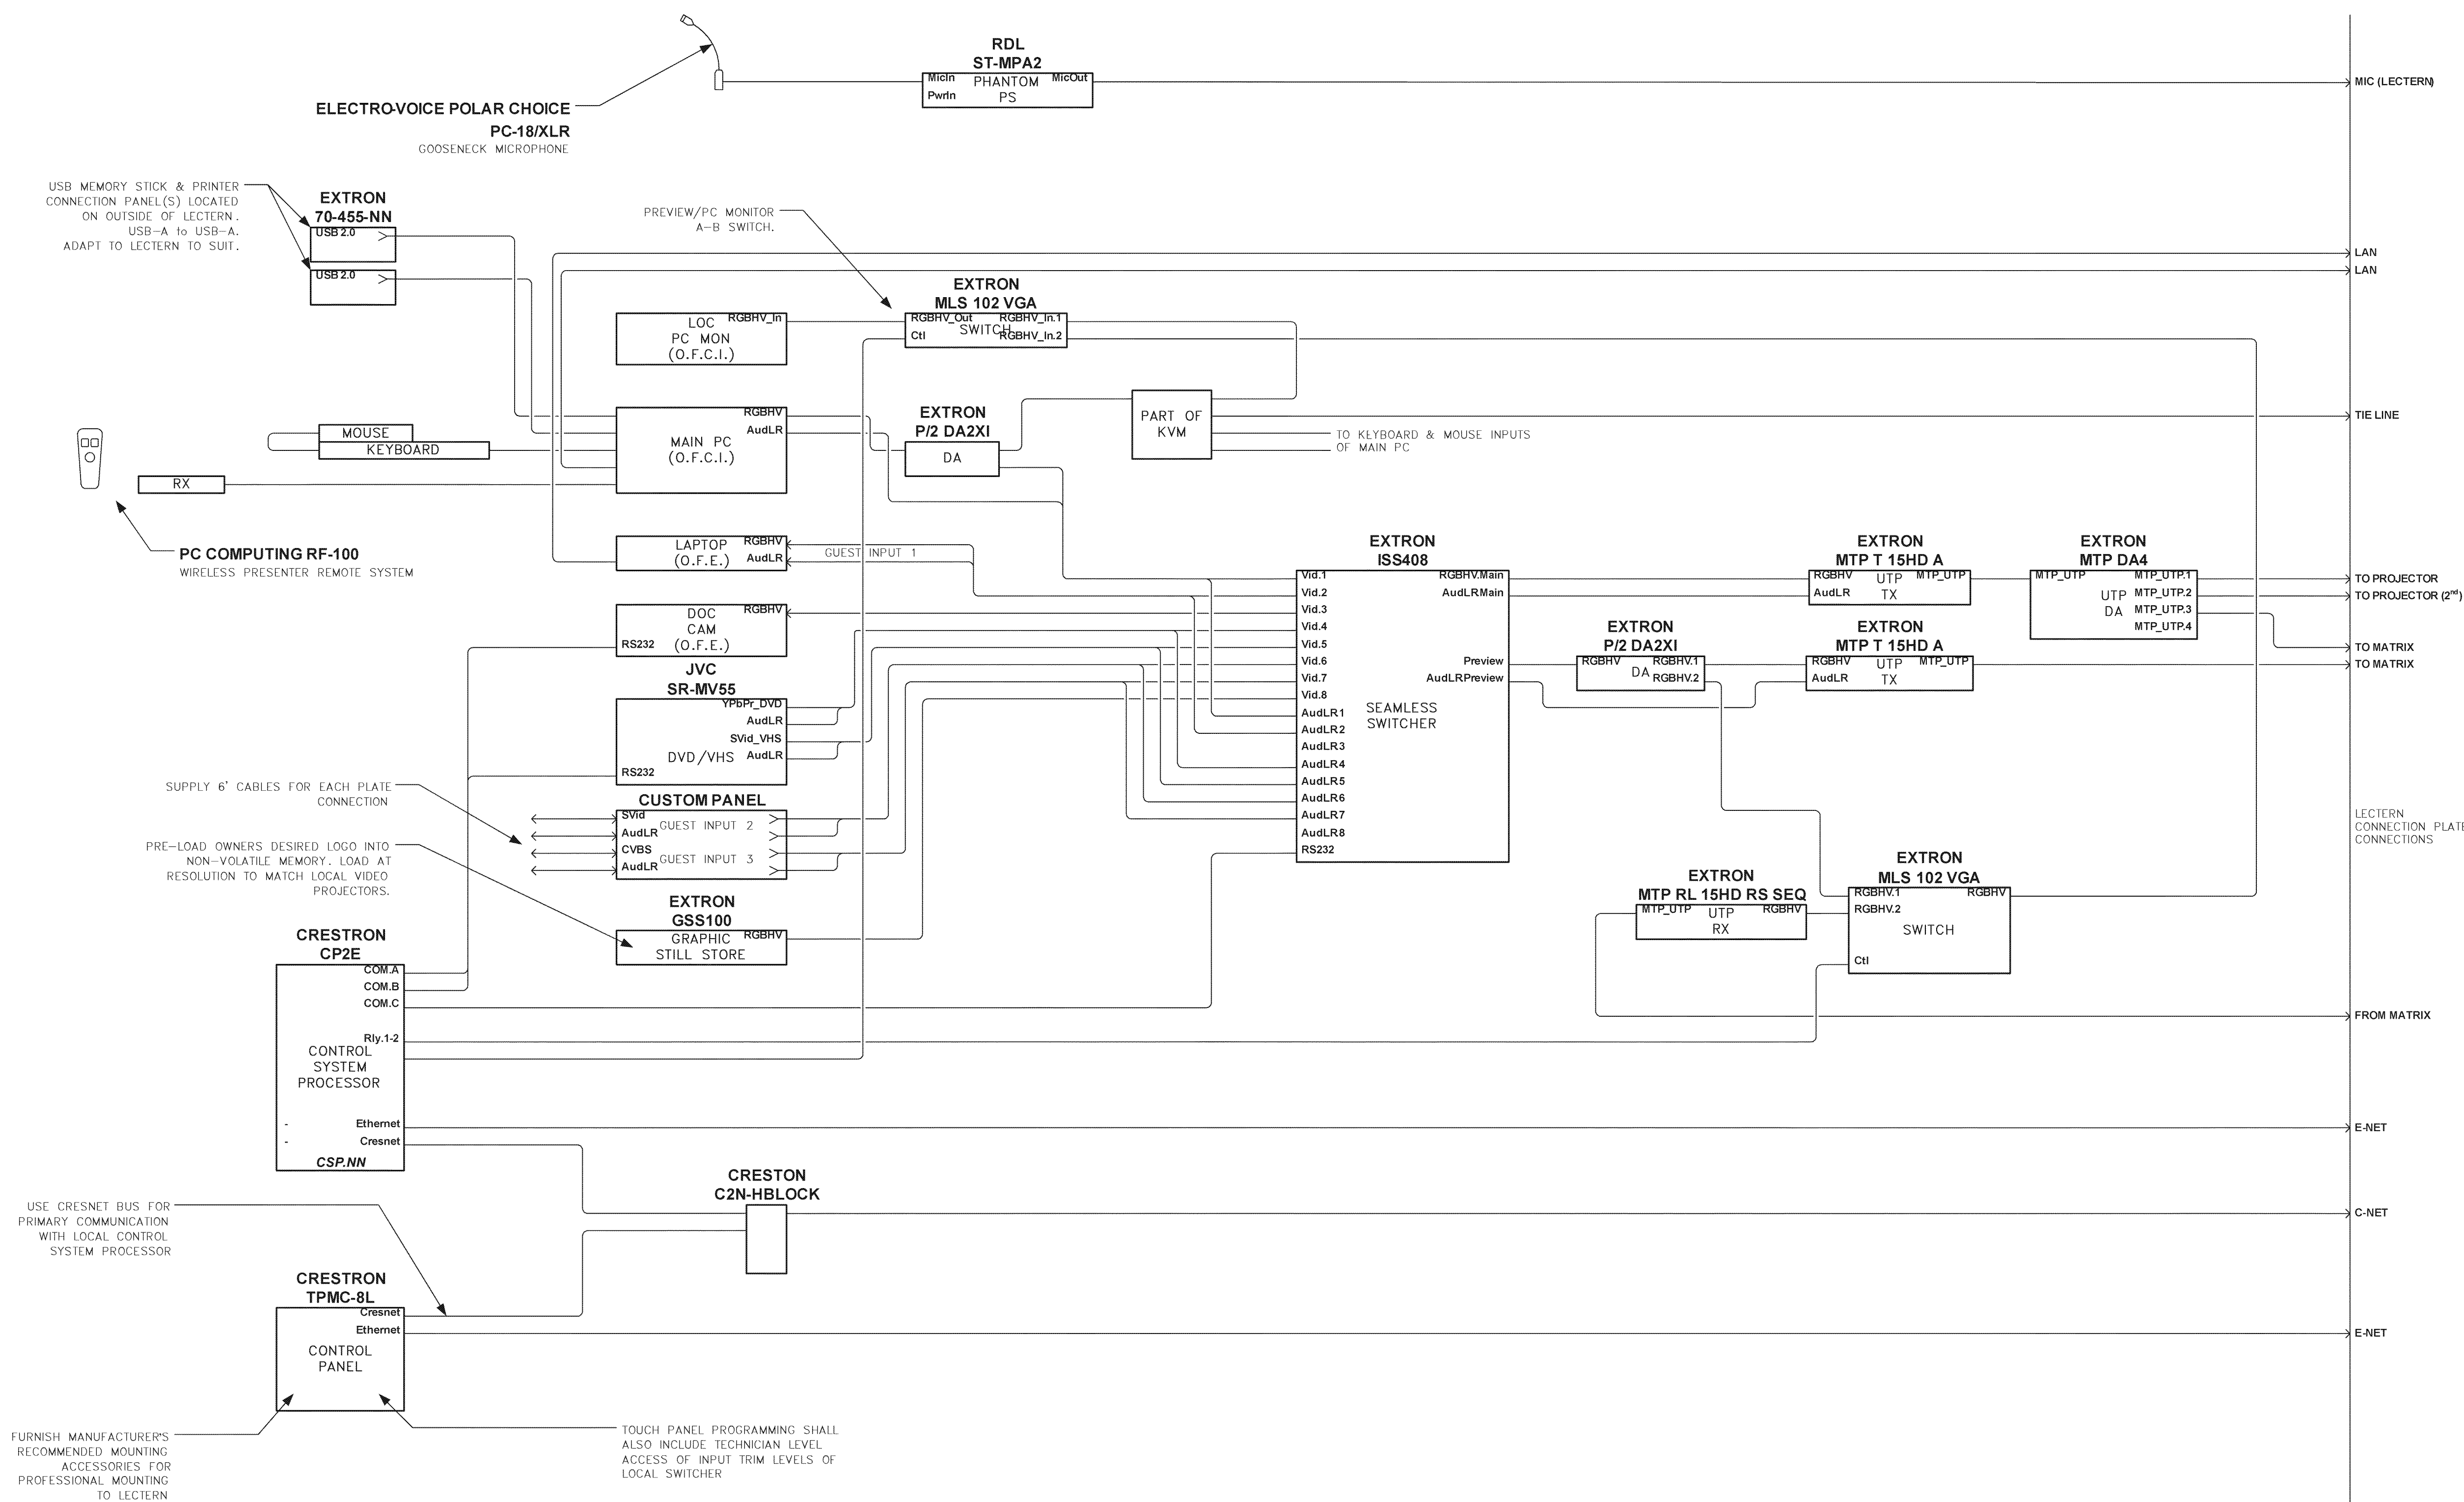 RDL
ST-MPA2
MicIn
PHANTOM
MicOut
PwrIn
PS
MIC (LECTERN)
ELECTRO-VOICE POLAR CHOICE
PC-18/XLR
GOOSENECK MICROPHONE
USB MEMORY STICK & PRINTER
CONNECTION PANEL(S) LOCATED
ON OUTSIDE OF LECTERN.
USB-A to USB-A.
ADAPT TO LECTERN TO SUIT.
EXTRON
70-455-NN
USB 2.0
USB 2.0
PREVIEW/PC MONITOR
A-B SWITCH.
LAN
LAN
EXTRON
MLS 102 VGA
RGBHV_Out
RGBHV_In.1
SWITCH
Ctl
RGBHV_In.2
LOC
RGBHV_In
PC MON
(O.F.C.I.)
RGBHV
AudLR
MAIN PC
(O.F.C.I.)
EXTRON
P/2 DA2XI
DA
PART OF
KVM
TIE LINE
TO KEYBOARD & MOUSE INPUTS
OF MAIN PC
MOUSE
KEYBOARD
RX
PC COMPUTING RF-100
WIRELESS PRESENTER REMOTE SYSTEM
LAPTOP
(O.F.E.)
RGBHV
AudLR
GUEST INPUT 1
DOC
CAM
(O.F.E.)
RGBHV
RS232
JVC
SR-MV55
YPbPr_DVD
AudLR
SVid_VHS
DVD/VHS
AudLR
RS232
SUPPLY 6' CABLES FOR EACH PLATE
CONNECTION
CUSTOM PANEL
SVid
GUEST INPUT 2
AudLR
CVBS
GUEST INPUT 3
AudLR
PRE-LOAD OWNERS DESIRED LOGO INTO
NON-VOLATILE MEMORY. LOAD AT
RESOLUTION TO MATCH LOCAL VIDEO
PROJECTORS.
EXTRON
GSS100
GRAPHIC
RGBHV
STILL STORE
EXTRON
ISS408
Vid.1
Vid.2
Vid.3
Vid.4
Vid.5
Vid.6
Vid.7
Vid.8
AudLR1
AudLR2
AudLR3
AudLR4
AudLR5
AudLR6
AudLR7
AudLR8
RS232
RGBHV.Main
AudLRMain
Preview
AudLRPreview
SEAMLESS
SWITCHER
EXTRON
MTP T 15HD A
RGBHV
UTP
MTP_UTP
AudLR
TX
EXTRON
MTP DA4
MTP_UTP
MTP_UTP.1
UTP
MTP_UTP.2
DA
MTP_UTP.3
MTP_UTP.4
TO PROJECTOR
TO PROJECTOR (2nd)
TO MATRIX
TO MATRIX
EXTRON
P/2 DA2XI
RGBHV
RGBHV.1
DA
RGBHV.2
EXTRON
MTP T 15HD A
RGBHV
UTP
MTP_UTP
AudLR
TX
LECTERN
CONNECTION PLATE
CONNECTIONS
EXTRON
MLS 102 VGA
RGBHV.1
RGBHV
RGBHV.2
SWITCH
Ctl
EXTRON
MTP RL 15HD RS SEQ
MTP_UTP
UTP
RGBHV
RX
FROM MATRIX
CRESTRON
CP2E
COM.A
COM.B
COM.C
Rly.1-2
CONTROL
SYSTEM
PROCESSOR
- Ethernet
- Cresnet
CSP.NN
E-NET
CRESTON
C2N-HBLOCK
C-NET
USE CRESNET BUS FOR
PRIMARY COMMUNICATION
WITH LOCAL CONTROL
SYSTEM PROCESSOR
CRESTRON
TPMC-8L
Cresnet
Ethernet
CONTROL
PANEL
E-NET
FURNISH MANUFACTURER'S
RECOMMENDED MOUNTING
ACCESSORIES FOR
PROFESSIONAL MOUNTING
TO LECTERN
TOUCH PANEL PROGRAMMING SHALL
ALSO INCLUDE TECHNICIAN LEVEL
ACCESS OF INPUT TRIM LEVELS OF
LOCAL SWITCHER